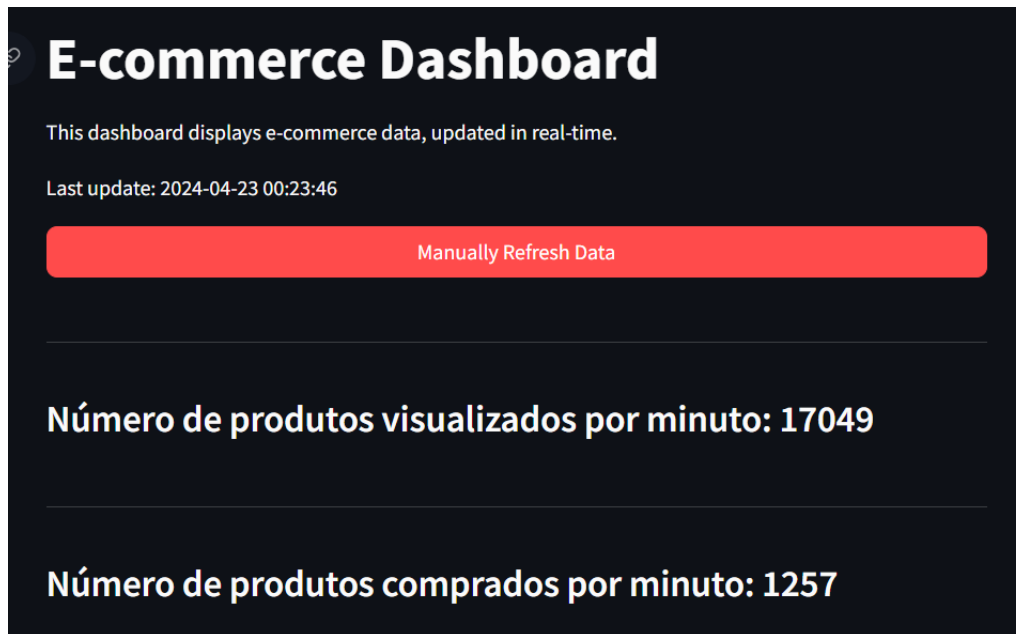 E-commerce Dashboard
This dashboard displays e-commerce data, updated in real-time.
Last update: 2024-04-23 00:23:46
Manually Refresh Data
Número de produtos visualizados por minuto: 17049
Número de produtos comprados por minuto: 1257